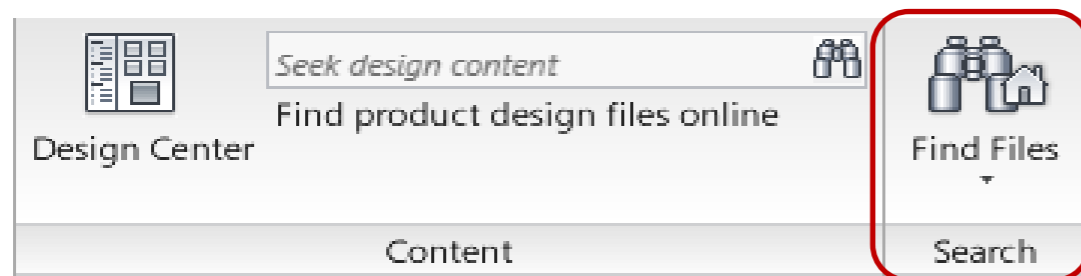 Design Center
Seek design content
Find product design files online
Content
Find Files
Search